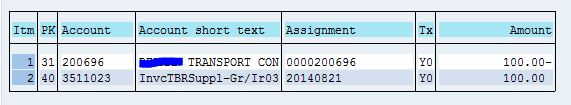 Itm PK Account Account short text Assignment Tx Amount
1 31 200696 TRANSPORT CON 0000200696 Y0 100.00-
2 40 3511023 InvcTBRSuppl-Gr/Ir03 20140821 Y0 100.00